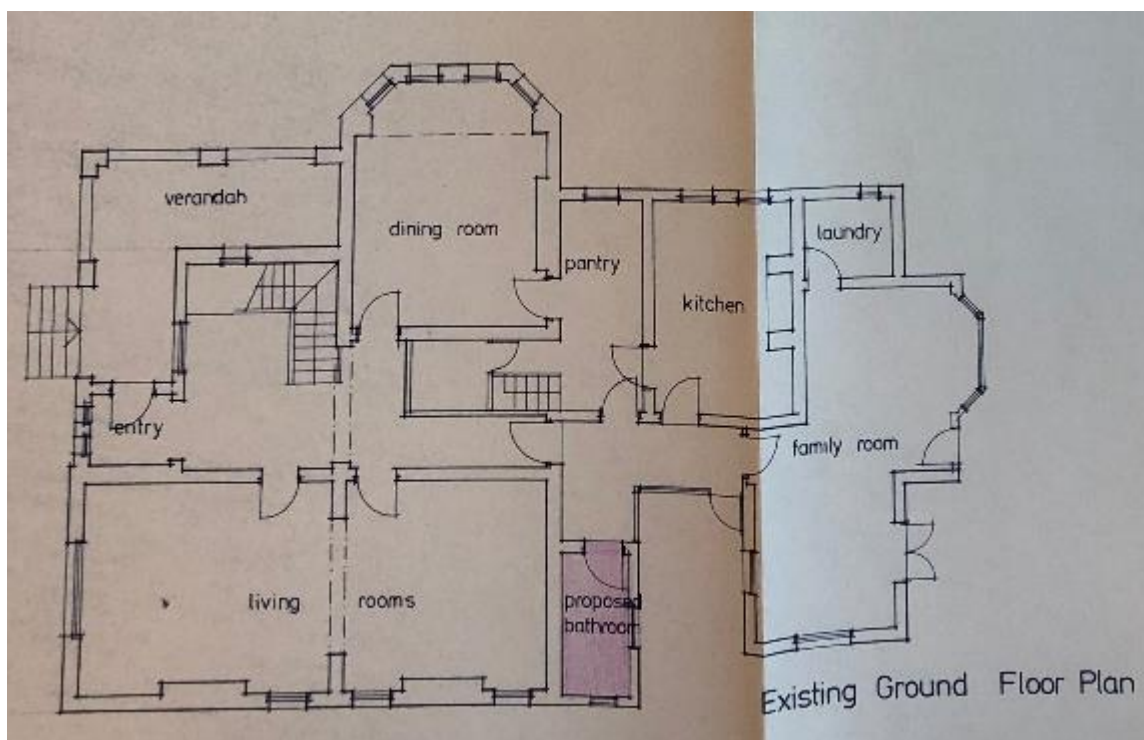 verandah
dining room
pantry
laundry
kitchen
entry
family room
living rooms
proposed
bathroom
Existing Ground Floor Plan